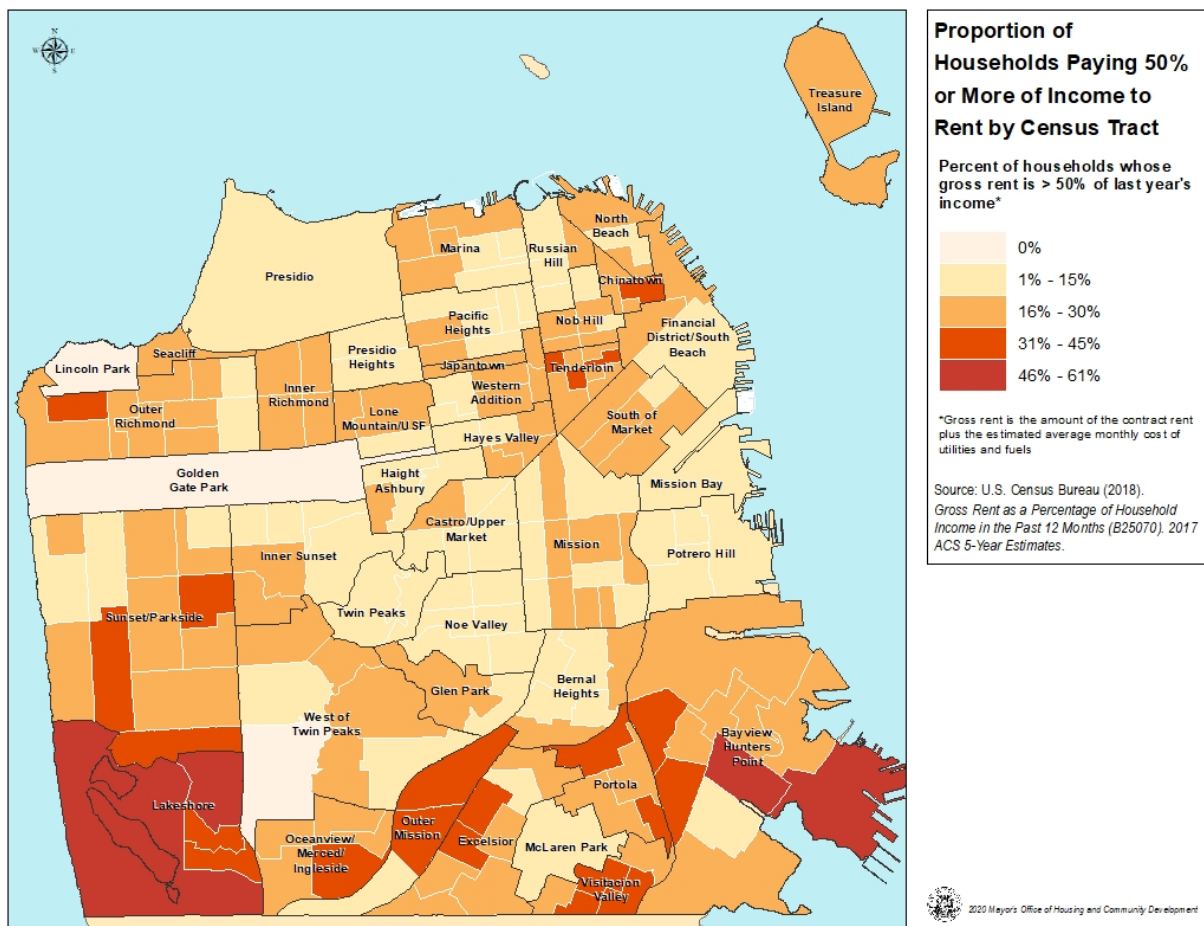 N
W
E
S
Treasure
Island
North
Beach
Marina
Russian
Hill
Presidio
Chinatown
Pacific
Heights
Nob Hill
Financial
District/South
Beach
Seacliff
Presidio
Heights
Lincoln Park
Japantown
Tenderloin
Inner
Richmond
Western
Addition
Outer
Richmond
Lone
Mountain/USF
South of
Market
Hayes Valley
Golden
Gate Park
Haight
Ashbury
Mission Bay
Castro/Upper
Market
Mission
Inner Sunset
Potrero Hill
Twin Peaks
Sunset/Parkside
Noe Valley
Bernal
Heights
Glen Park
West of
Twin Peaks
Bayview
Hunters
Point
Portola
Lakeshore
Outer
Mission
Oceanview/
Merced/
Ingleside
Excelsior
McLaren Park
Visitacion
Valley
Proportion of
Households Paying 50%
or More of Income to
Rent by Census Tract
Percent of households whose
gross rent is > 50% of last year's
income*
0%
1% - 15%
16% - 30%
31% - 45%
46% - 61%
*Gross rent is the amount of the contract rent
plus the estimated average monthly cost of
utilities and fuels
Source: U.S. Census Bureau (2018).
Gross Rent as a Percentage of Household
Income in the Past 12 Months (B25070). 2017
ACS 5-Year Estimates.
2020 Mayor's Office of Housing and Community Development